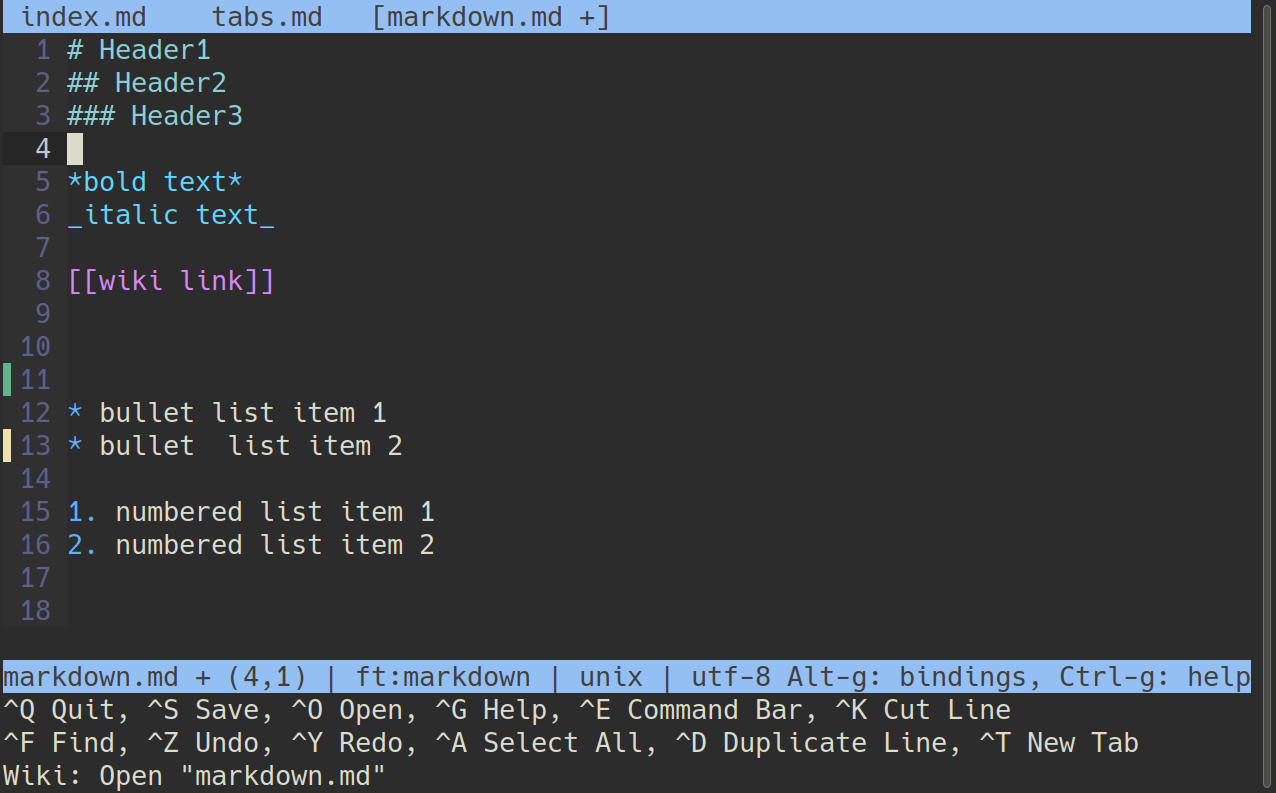 index.md    tabs.md   [markdown.md +]
1 # Header1
2 ## Header2
3 ### Header3
4
5 *bold text*
6 _italic text_
7
8 [[wiki link]]
9
10
11
12 * bullet list item 1
13 * bullet  list item 2
14
15 1. numbered list item 1
16 2. numbered list item 2
17
18
markdown.md + (4,1) | ft:markdown | unix | utf-8 Alt-g: bindings, Ctrl-g: help
^Q Quit, ^S Save, ^O Open, ^G Help, ^E Command Bar, ^K Cut Line
^F Find, ^Z Undo, ^Y Redo, ^A Select All, ^D Duplicate Line, ^T New Tab
Wiki: Open "markdown.md"